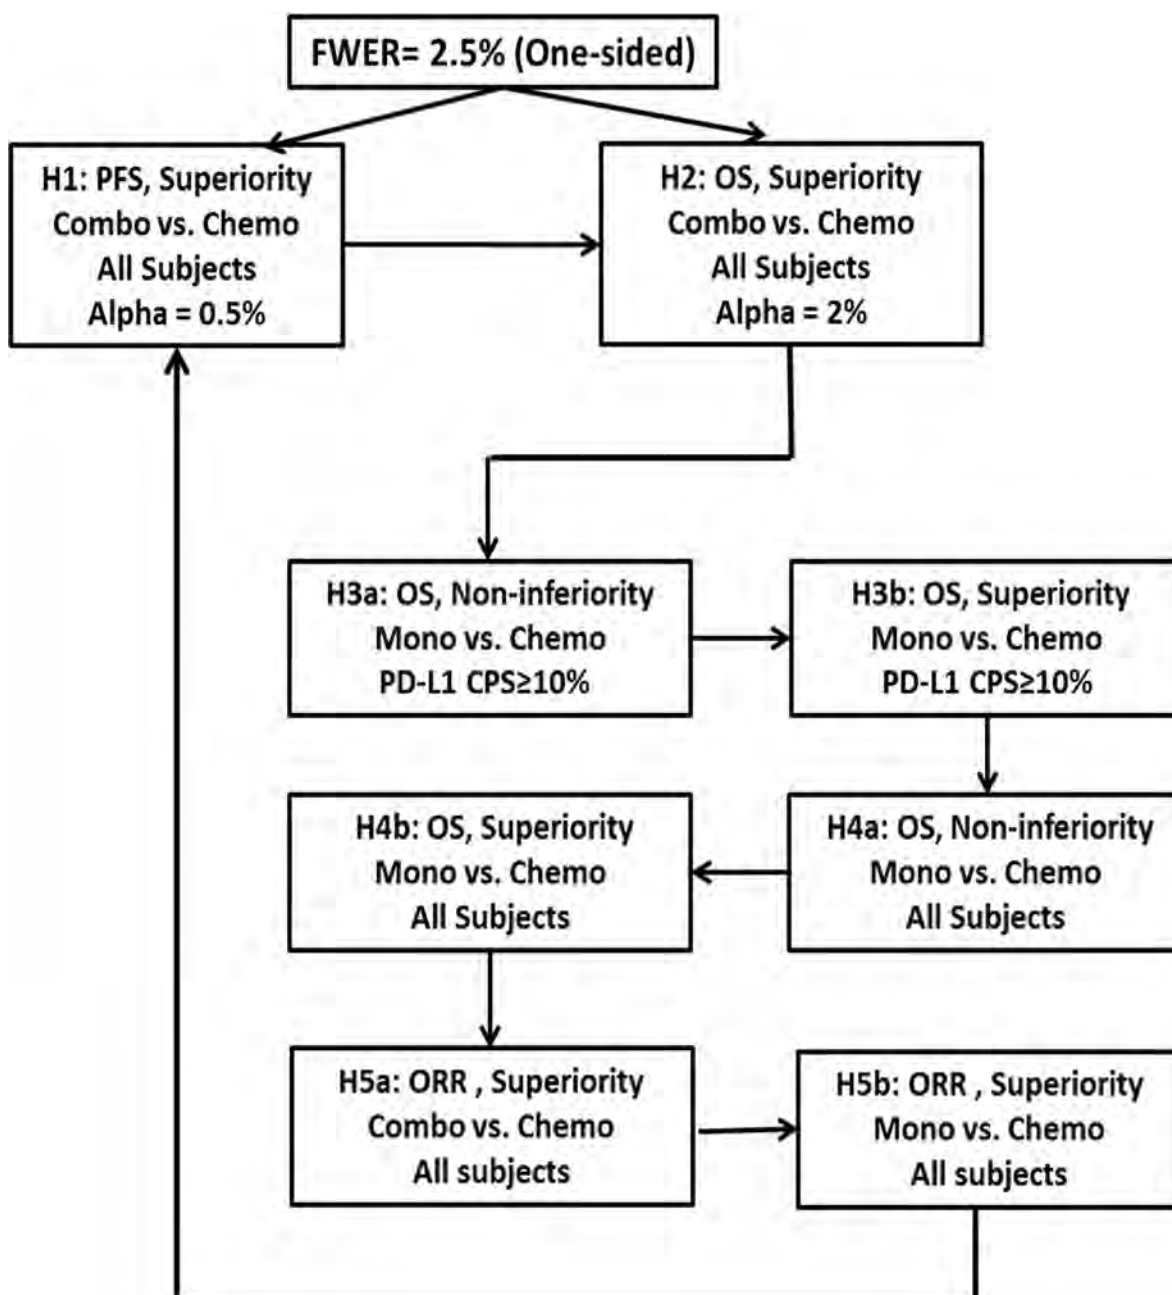 FWER= 2.5% (One-sided)
H1: PFS, Superiority
Combo vs. Chemo
All Subjects
Alpha = 0.5%
H2: OS, Superiority
Combo vs. Chemo
All Subjects
Alpha = 2%
H3a: OS, Non-inferiority
Mono vs. Chemo
PD-L1 CPS≥10%
H3b: OS, Superiority
Mono vs. Chemo
PD-L1 CPS≥10%
H4b: OS, Superiority
Mono vs. Chemo
All Subjects
H4a: OS, Non-inferiority
Mono vs. Chemo
All Subjects
H5a: ORR , Superiority
Combo vs. Chemo
All subjects
H5b: ORR , Superiority
Mono vs. Chemo
All subjects